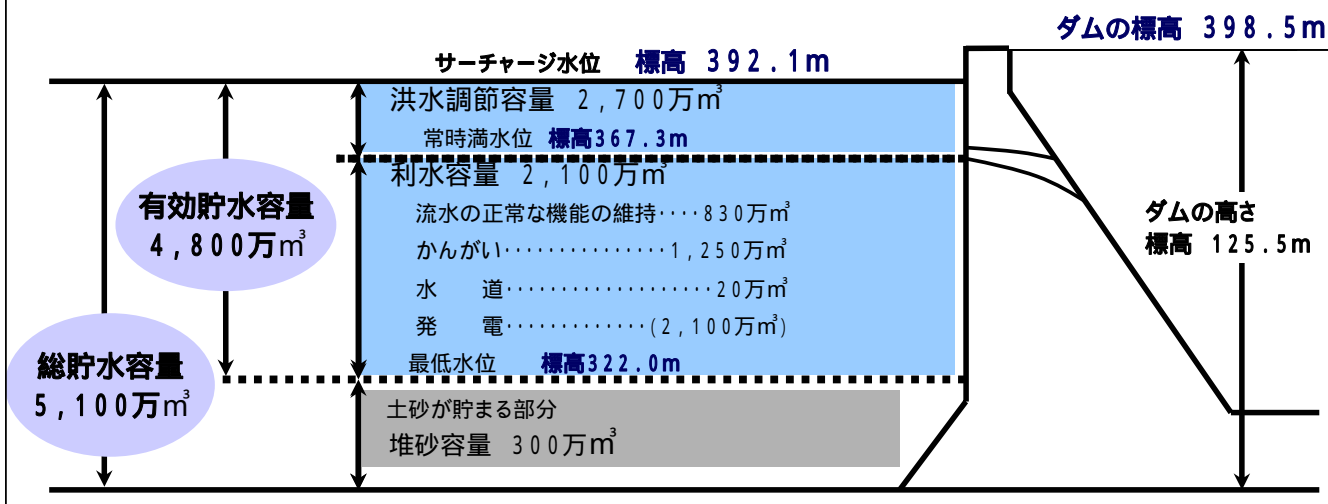 ダムの標高 398.5m
サーチャージ水位 標高 392.1m
洪水調節容量 2,700万㎥
常時満水位 標高367.3m
利水容量 2,100万㎥
流水の正常な機能の維持････830万㎥
かんがい･･･････････････1,250万㎥
水　道･･･････････････････20万㎥
発　電･････････････(2,100万㎥)
最低水位 標高322.0m
土砂が貯まる部分
堆砂容量 300万㎥
有効貯水容量
4,800万㎥
総貯水容量
5,100万㎥
ダムの高さ
標高 125.5m